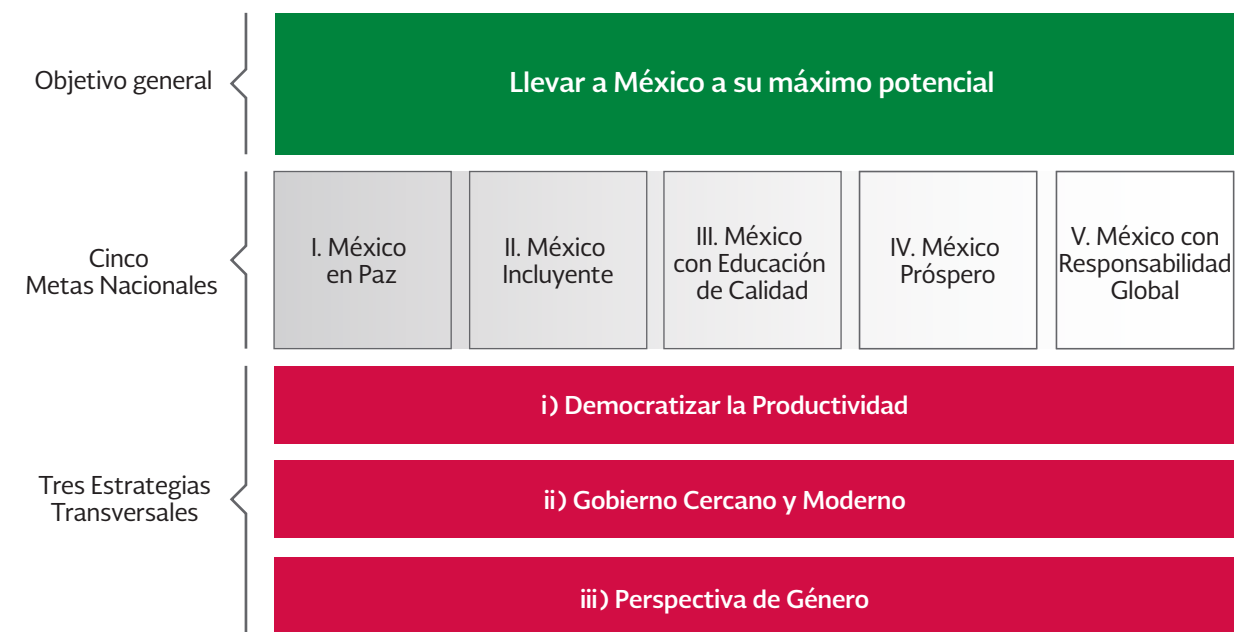 Objetivo general
Llevar a México a su máximo potencial
Cinco
Metas Nacionales
I. México
en Paz
II. México
Incluyente
III. México
con Educación
de Calidad
IV. México
Próspero
V. México con
Responsabilidad
Global
Tres Estrategias
Transversales
i) Democratizar la Productividad
ii) Gobierno Cercano y Moderno
iii) Perspectiva de Género